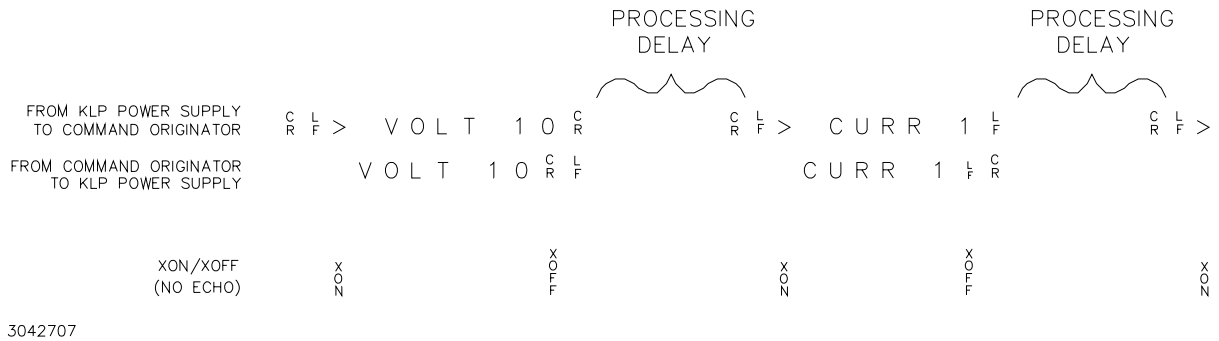 PROCESSING DELAY PROCESSING DELAY
FROM KLP POWER SUPPLY TO COMMAND ORIGINATOR CR LF > VOLT 10 CR CR LF > CURR 1 LF CR LF >
FROM COMMAND ORIGINATOR TO KLP POWER SUPPLY VOLT 10 CR LF CURR 1 LF CR
XON/XOFF (NO ECHO) XON XOFF XON XOFF XON
3042707